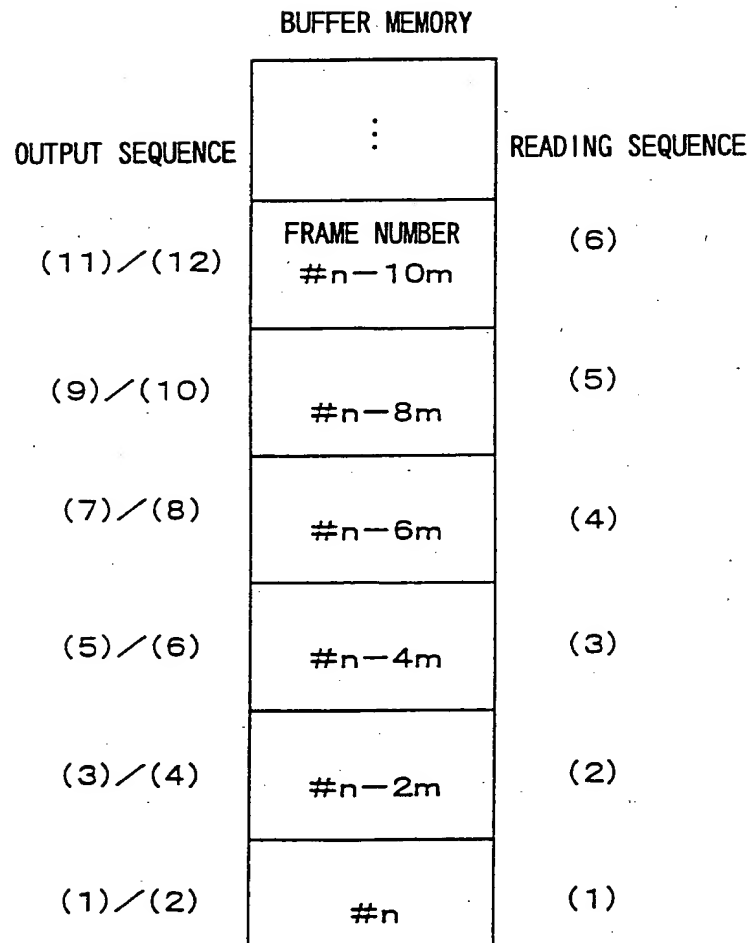 BUFFER MEMORY
⋮
OUTPUT SEQUENCE
READING SEQUENCE
(11)/(12)
FRAME NUMBER
#n-10m
(6)
(9)/(10)
#n-8m
(5)
(7)/(8)
#n-6m
(4)
(5)/(6)
#n-4m
(3)
(3)/(4)
#n-2m
(2)
(1)/(2)
#n
(1)